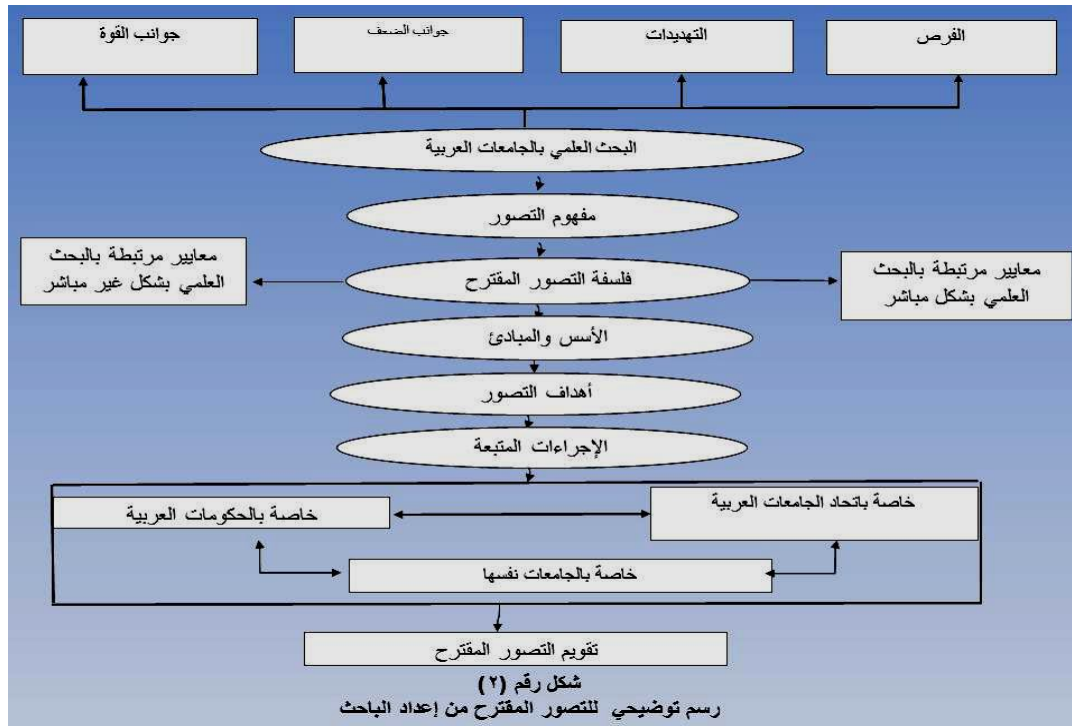 الفرص
التهديدات
جوانب الضعف
جوانب القوة
البحث العلمي بالجامعات العربية
مفهوم التصور
معايير مرتبطة بالبحث
العلمي بشكل مباشر
فلسفة التصور المقترح
معايير مرتبطة بالبحث
العلمي بشكل غير مباشر
الأسس والمبادئ
أهداف التصور
الإجراءات المتبعة
خاصة باتحاد الجامعات العربية
خاصة بالحكومات العربية
خاصة بالجامعات نفسها
تقويم التصور المقترح
شكل رقم (٢)
رسم توضيحي للتصور المقترح من إعداد الباحث